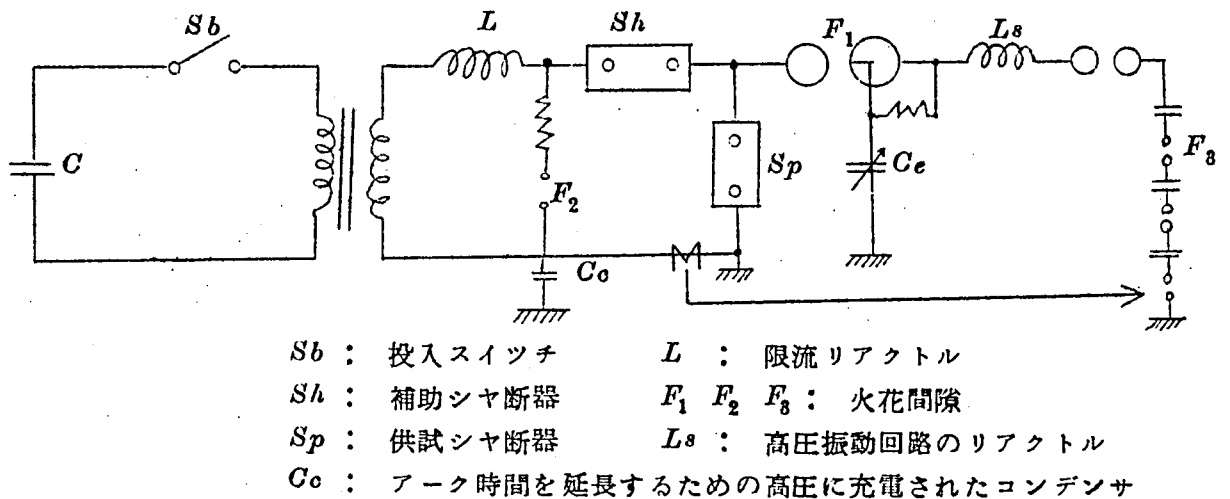 Sb
L
Sh
F₁
Ls
C
F₂
Sp
Ce
F₃
Cc
Sb : 投入スイツチ L : 限流リアクトル
Sh : 補助シヤ断器 F₁ F₂ F₃ : 火花間隙
Sp : 供試シヤ断器 Ls : 高圧振動回路のリアクトル
Cc : アーク時間を延長するための高圧に充電されたコンデンサ